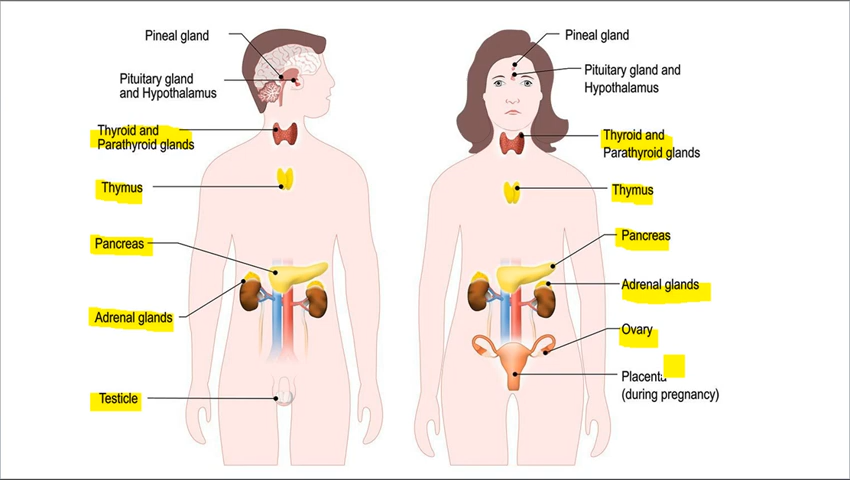 Pineal gland
Pituitary gland
and Hypothalamus
Thyroid and
Parathyroid glands
Thymus
Pancreas
Adrenal glands
Testicle
Pineal gland
Pituitary gland and
Hypothalamus
Thyroid and
Parathyroid glands
Thymus
Pancreas
Adrenal glands
Ovary
Placenta
(during pregnancy)